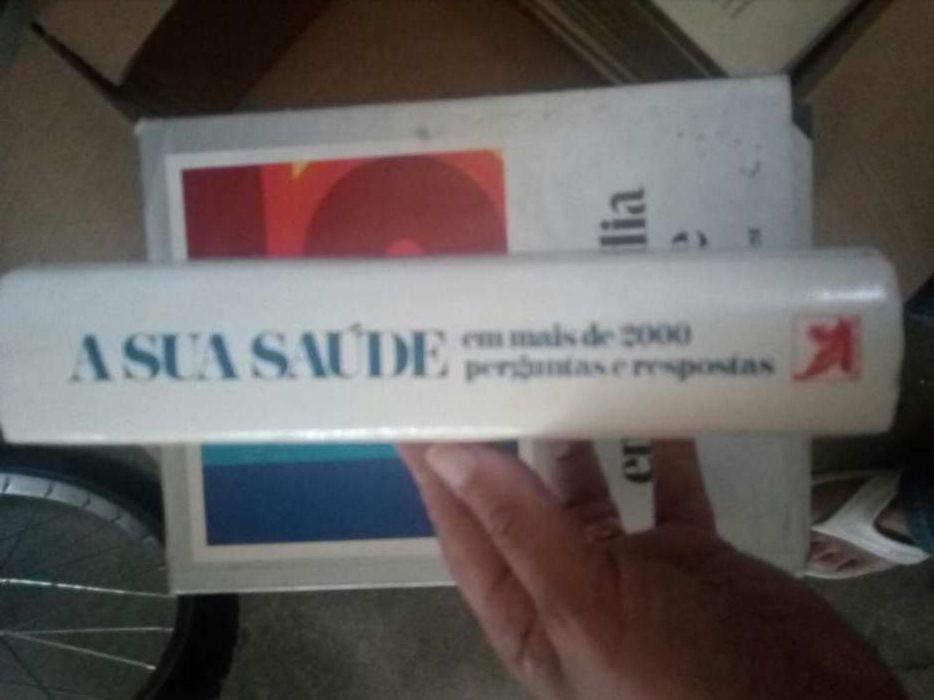 A SUA SAÚDE
em mais de 2000
perguntas e respostas